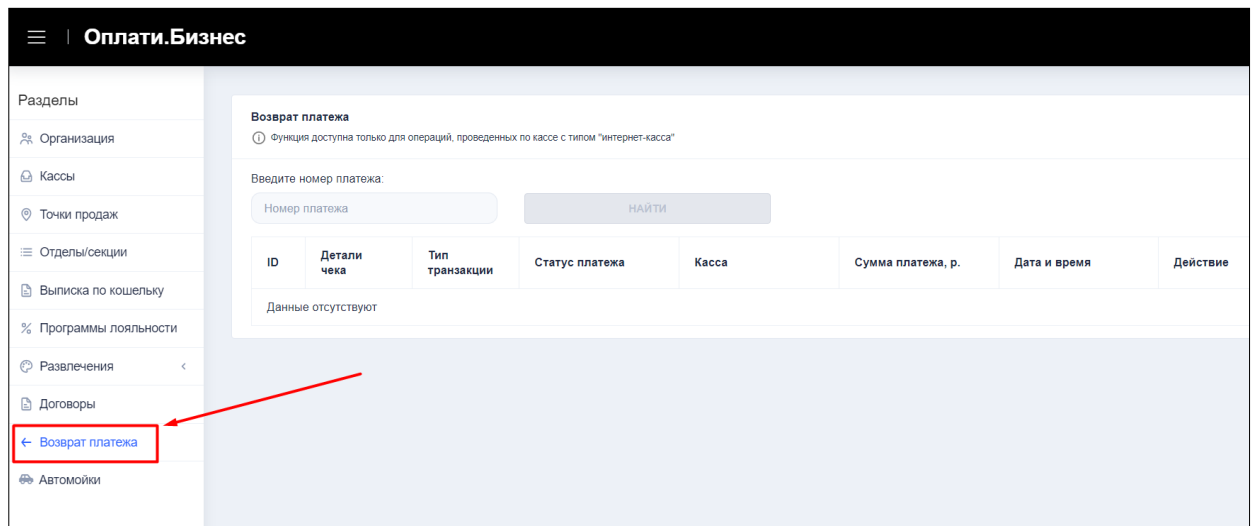 Оплати.Бизнес
Разделы
Организация
Кассы
Точки продаж
Отделы/секции
Выписка по кошельку
Программы лояльности
Развлечения
Договоры
Возврат платежа
Автомойки
Возврат платежа
Функция доступна только для операций, проведенных по кассе с типом "интернет-касса"
Введите номер платежа:
Номер платежа
НАЙТИ
ID
Детали
чека
Тип
транзакции
Статус платежа
Касса
Сумма платежа, р.
Дата и время
Действие
Данные отсутствуют